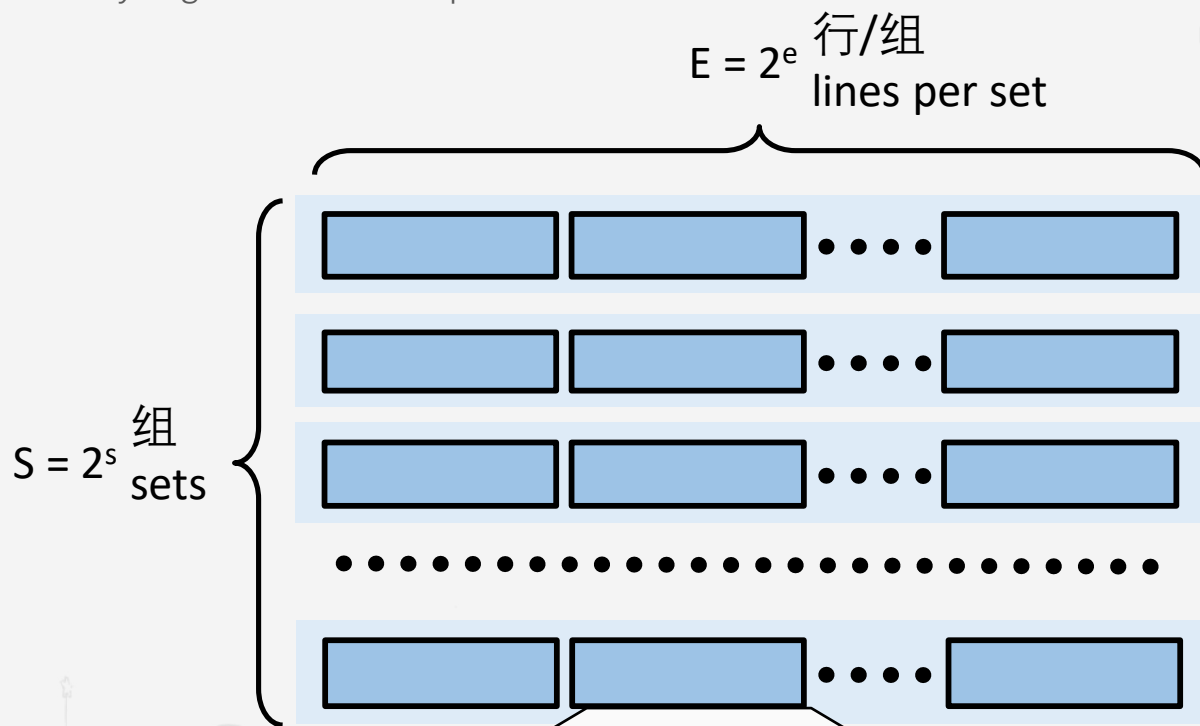 E = 2ᵉ 行/组
lines per set
S = 2ˢ 组
sets